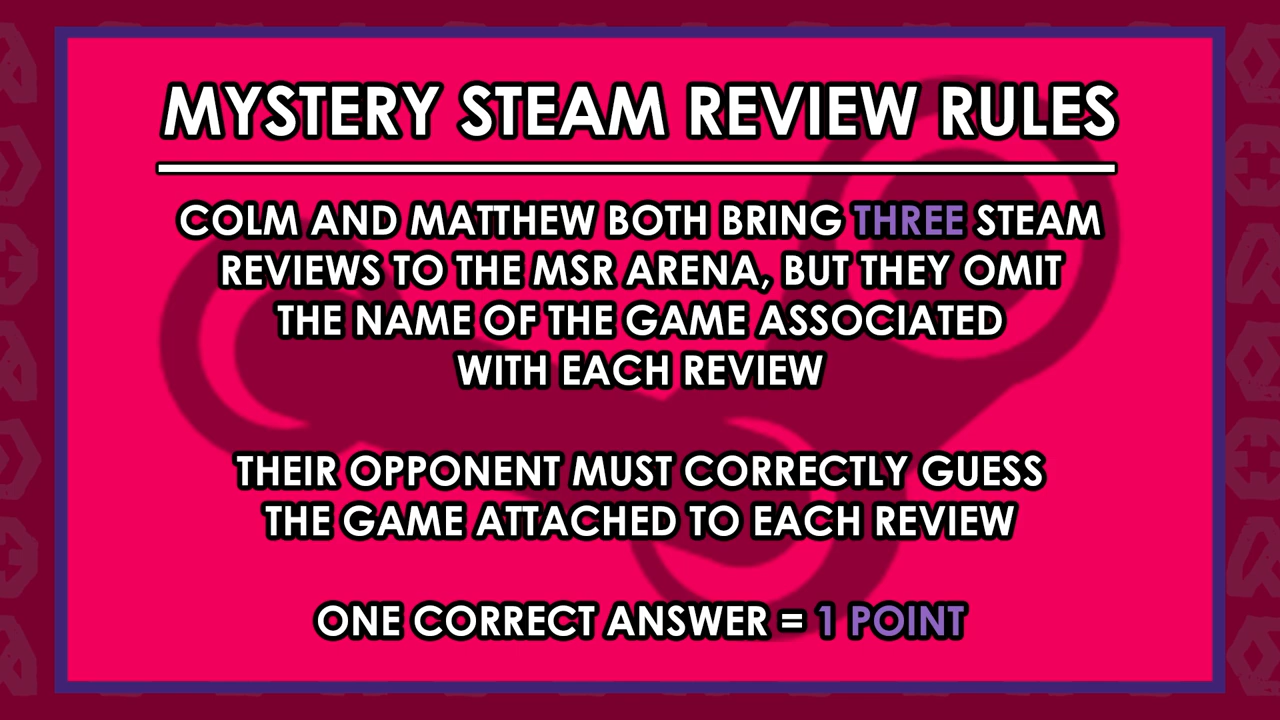 MYSTERY STEAM REVIEW RULES
COLM AND MATTHEW BOTH BRING THREE STEAM
REVIEWS TO THE MSR ARENA, BUT THEY OMIT
THE NAME OF THE GAME ASSOCIATED
WITH EACH REVIEW
THEIR OPPONENT MUST CORRECTLY GUESS
THE GAME ATTACHED TO EACH REVIEW
ONE CORRECT ANSWER = 1 POINT